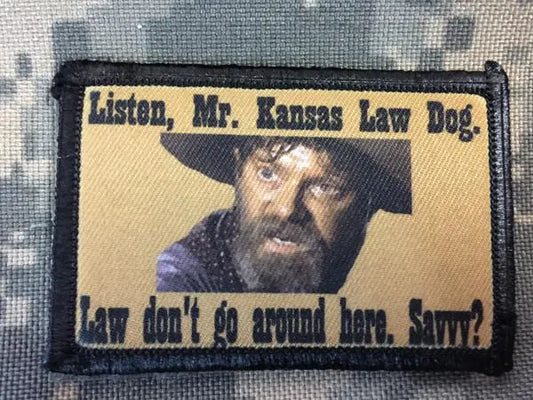 Listen, Mr. Kansas Law Dog.
Law don't go around here. Savvy?